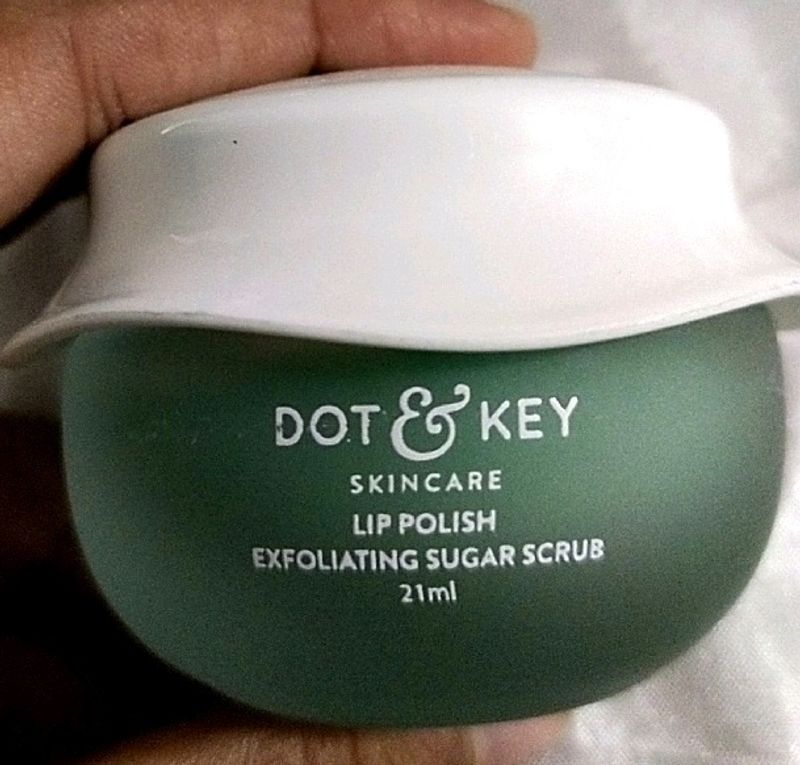 DOT & KEY
SKINCARE
LIP POLISH
EXFOLIATING SUGAR SCRUB
21ml